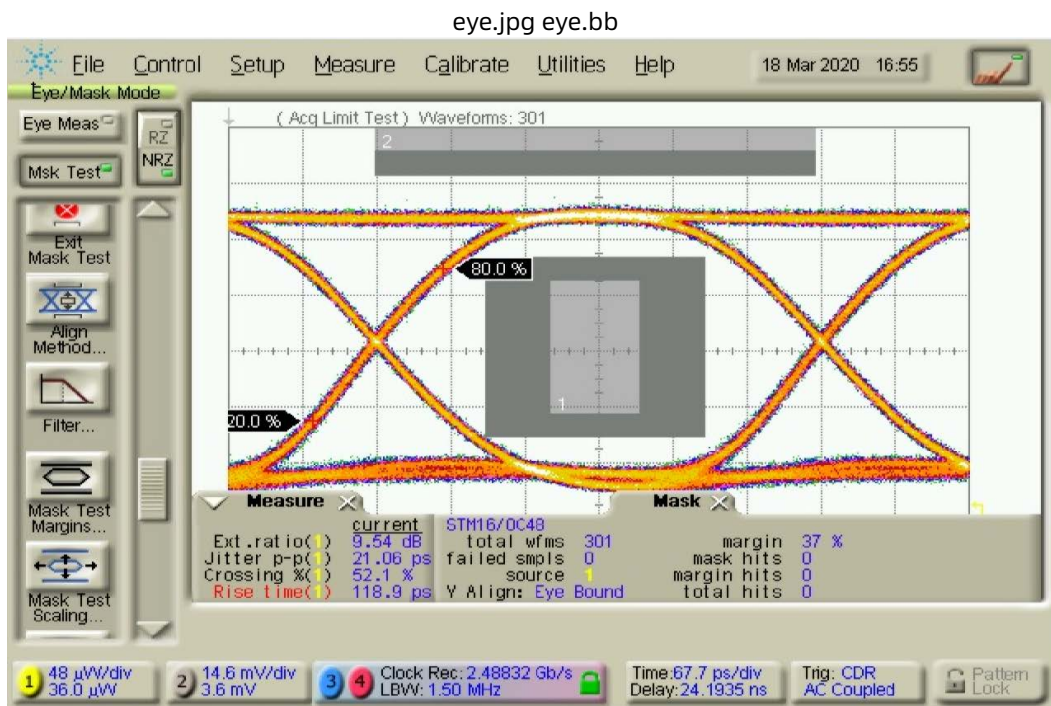 eye.jpg eye.bb
File Control Setup Measure Calibrate Utilities Help 18 Mar 2020 16:55
Eye/Mask Mode
Eye Meas
RZ
NRZ
Msk Test
Exit
Mask Test
Align
Method...
Filter...
Mask Test
Margins...
Mask Test
Scaling...
( Acq Limit Test ) Waveforms: 301
2
80.0 %
1
20.0 %
Measure
current
Ext.ratio(1) 9.54 dB
Jitter p-p(1) 21.06 ps
Crossing %(1) 52.1 %
Rise time(1) 118.9 ps
Mask
STM16/OC48
total wfms 301 margin 37 %
failed smpls 0 mask hits 0
source 1 margin hits 0
Y Align: Eye Bound total hits 0
1 48 µW/div
36.0 µW
2 14.6 mV/div
3.6 mV
3 4 Clock Rec: 2.48832 Gb/s
LBW: 1.50 MHz
Time:67.7 ps/div
Delay:24.1935 ns
Trig: CDR
AC Coupled
Pattern
Lock